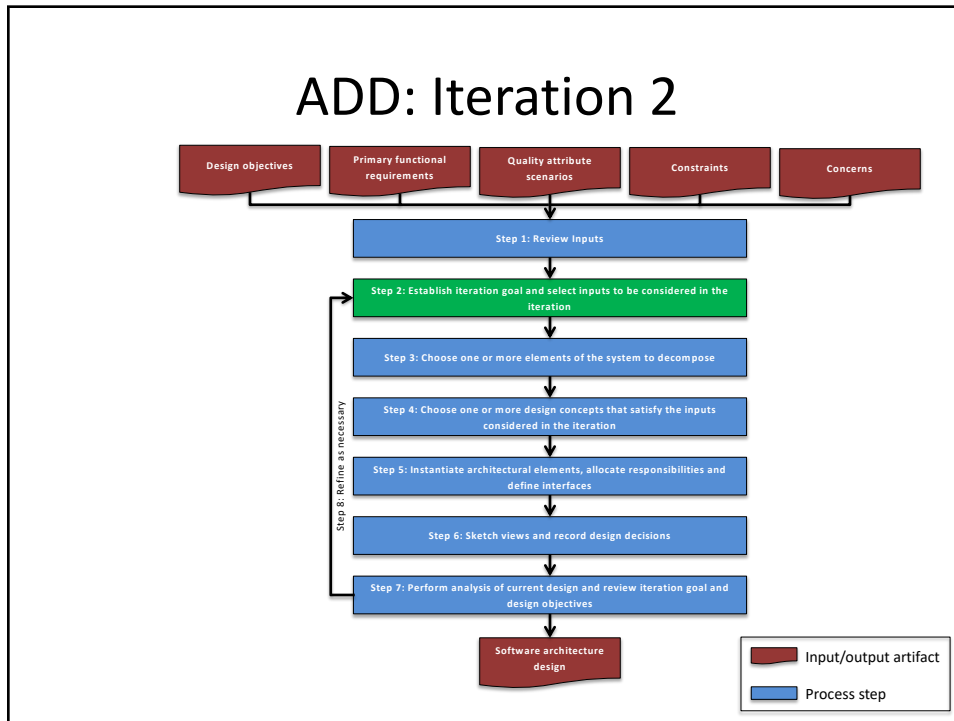 ADD: Iteration 2
Design objectives
Primary functional
requirements
Quality attribute
scenarios
Constraints
Concerns
Step 1: Review Inputs
Step 2: Establish iteration goal and select inputs to be considered in the
iteration
Step 3: Choose one or more elements of the system to decompose
Step 4: Choose one or more design concepts that satisfy the inputs
considered in the iteration
Step 5: Instantiate architectural elements, allocate responsibilities and
define interfaces
Step 6: Sketch views and record design decisions
Step 7: Perform analysis of current design and review iteration goal and
design objectives
Step 8: Refine as necessary
Software architecture
design
Input/output artifact
Process step